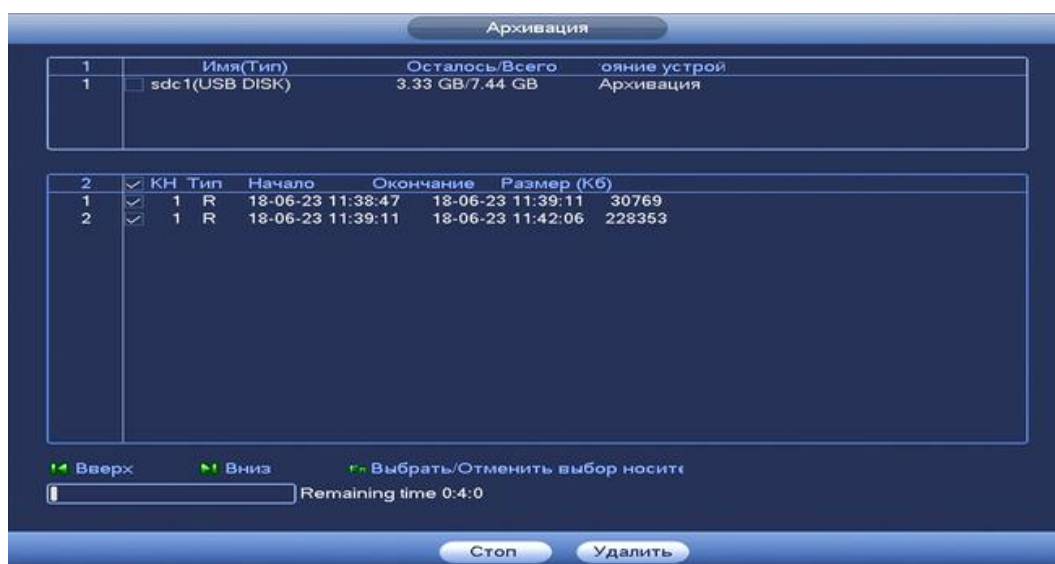 Архивация
1 Имя(Тип) Осталось/Всего ояние устрой
1 sdc1(USB DISK) 3.33 GB/7.44 GB Архивация
2 КН Тип Начало Окончание Размер (Кб)
1 1 R 18-06-23 11:38:47 18-06-23 11:39:11 30769
2 1 R 18-06-23 11:39:11 18-06-23 11:42:06 228353
Вверх Вниз Fn Выбрать/Отменить выбор носите
Remaining time 0:4:0
Стоп Удалить